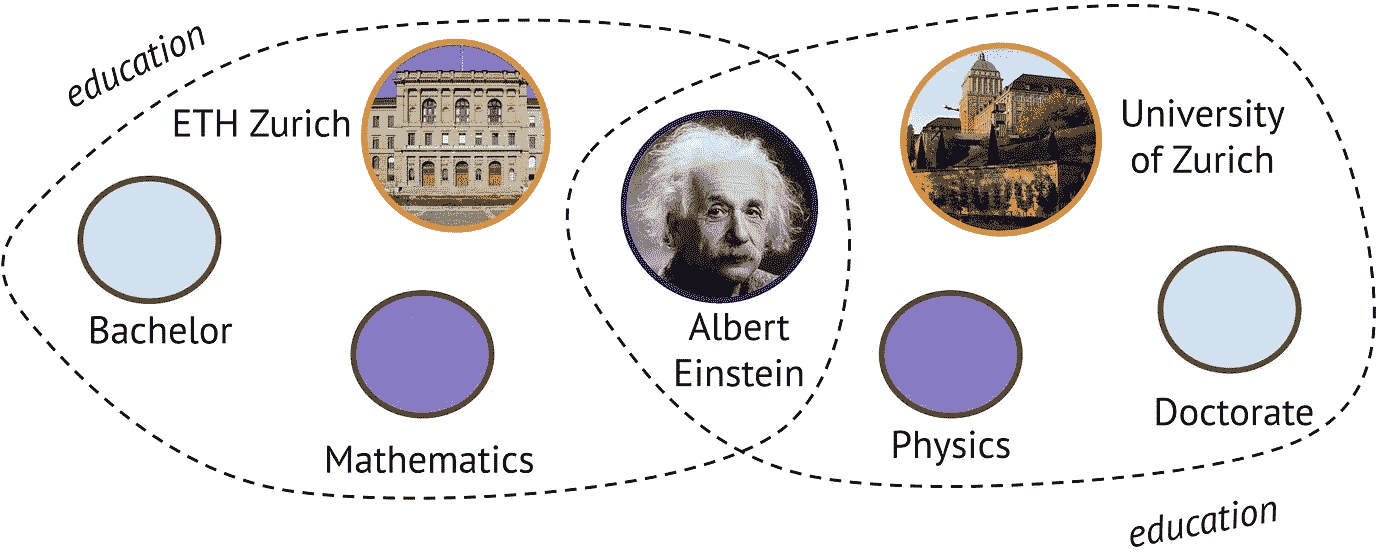 education
ETH Zurich
Bachelor
Mathematics
Albert
Einstein
University
of Zurich
Physics
Doctorate
education